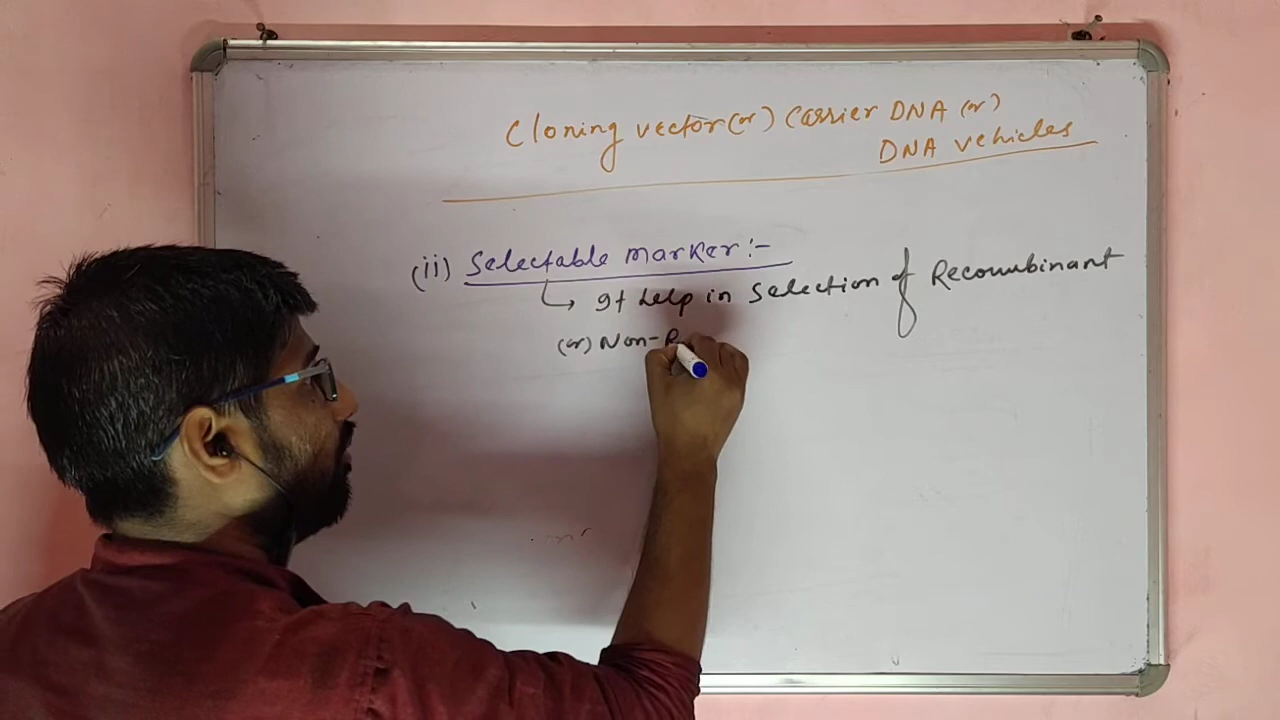 Cloning vector (or) Carrier DNA (or)
DNA vehicles
(ii) Selectable marker :-
↳ It help in Selection of Recombinant
(or) Non-R